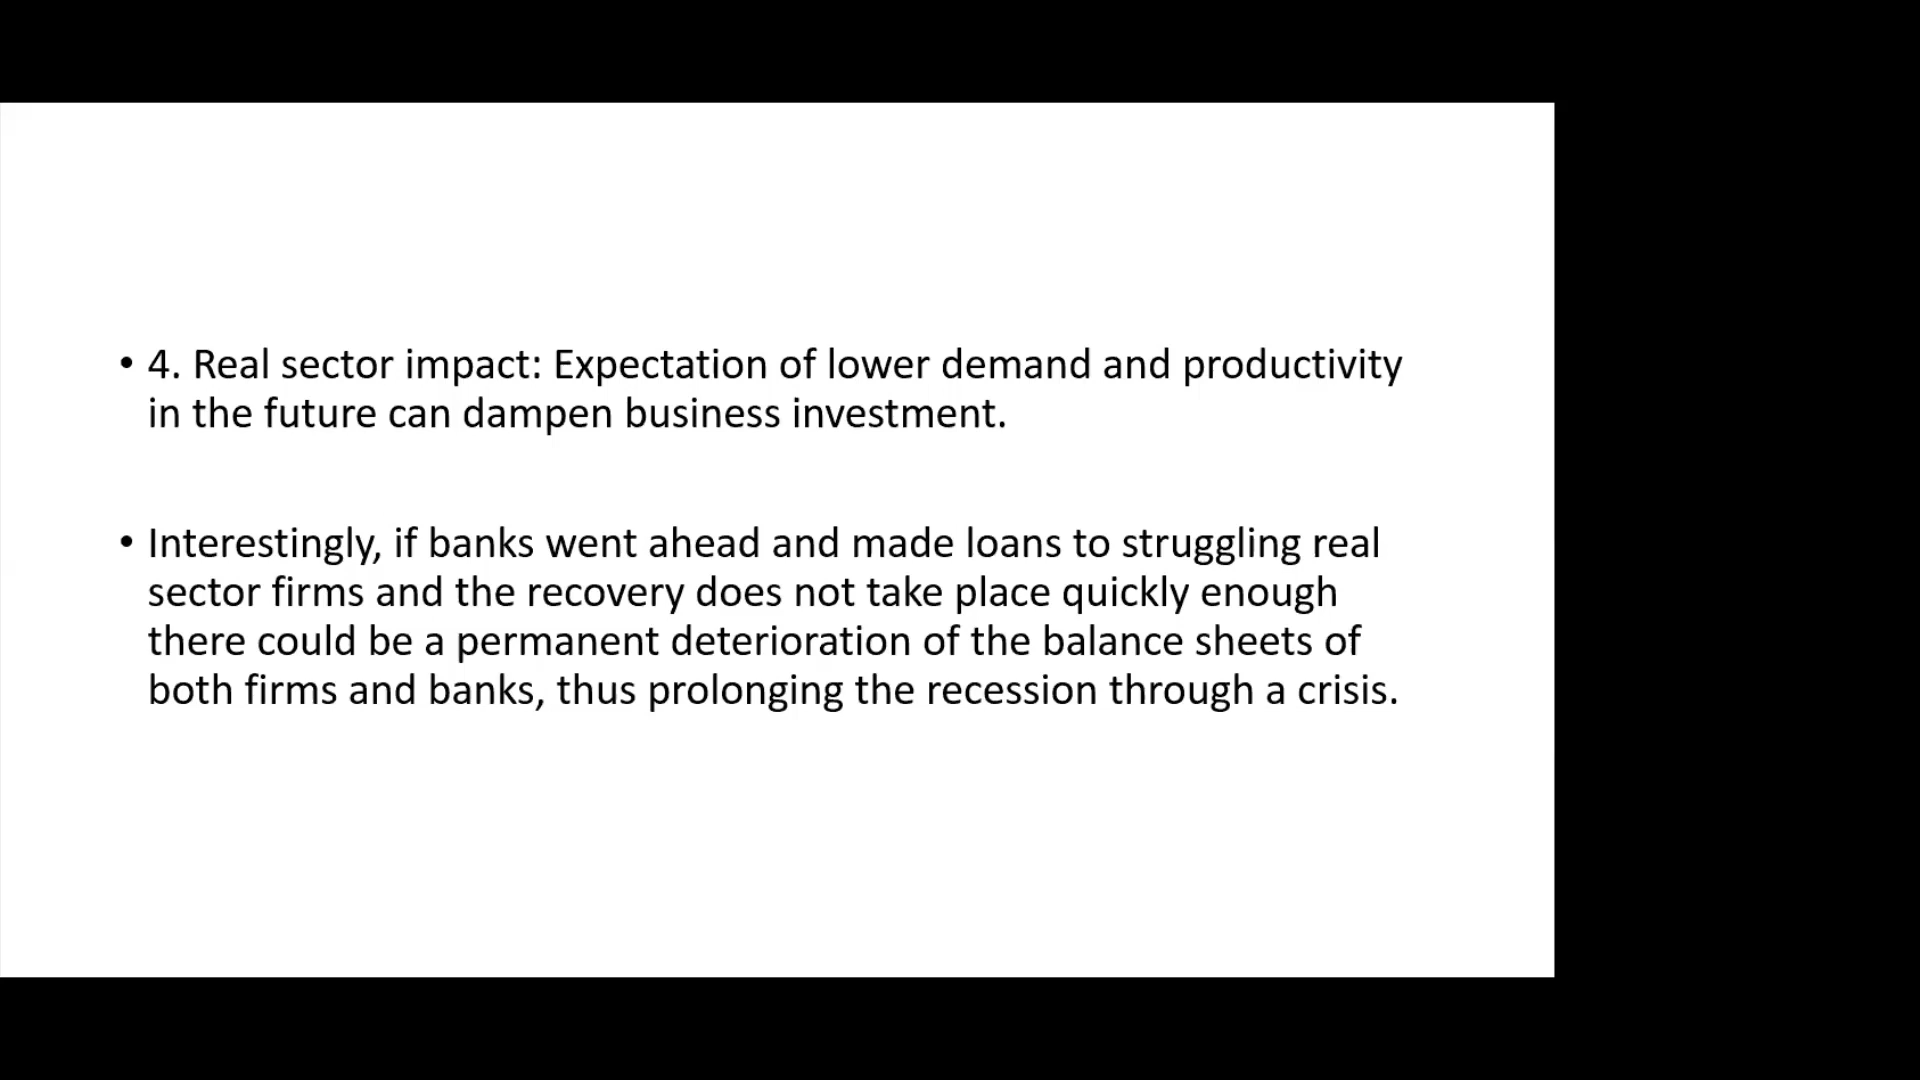 • 4. Real sector impact: Expectation of lower demand and productivity
in the future can dampen business investment.
• Interestingly, if banks went ahead and made loans to struggling real
sector firms and the recovery does not take place quickly enough
there could be a permanent deterioration of the balance sheets of
both firms and banks, thus prolonging the recession through a crisis.